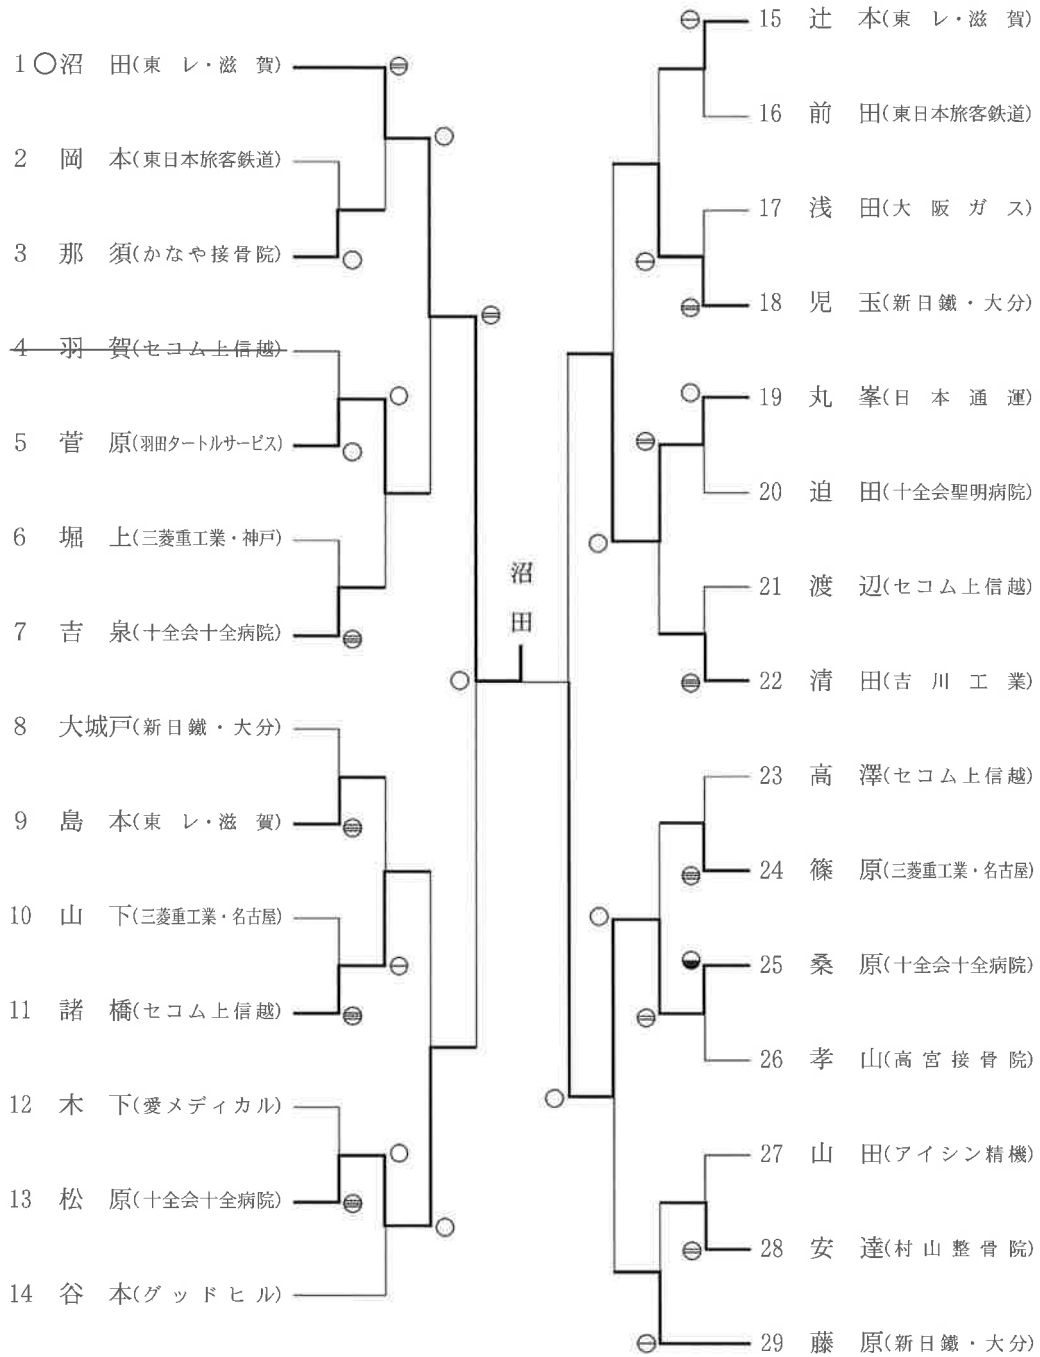 1○沼田(東レ・滋賀)
2 岡本(東日本旅客鉄道)
3 那須(かなや接骨院)
4 羽賀(セコム上信越)
5 菅原(羽田タートルサービス)
6 堀上(三菱重工業・神戸)
7 吉泉(十全会十全病院)
8 大城戸(新日鐵・大分)
9 島本(東レ・滋賀)
10 山下(三菱重工業・名古屋)
11 諸橋(セコム上信越)
12 木下(愛メディカル)
13 松原(十全会十全病院)
14 谷本(グッドヒル)
沼田
15 辻本(東レ・滋賀)
16 前田(東日本旅客鉄道)
17 浅田(大阪ガス)
18 児玉(新日鐵・大分)
19 丸峯(日本通運)
20 迫田(十全会聖明病院)
21 渡辺(セコム上信越)
22 清田(吉川工業)
23 高澤(セコム上信越)
24 篠原(三菱重工業・名古屋)
25 桑原(十全会十全病院)
26 孝山(高宮接骨院)
27 山田(アイシン精機)
28 安達(村山整骨院)
29 藤原(新日鐵・大分)